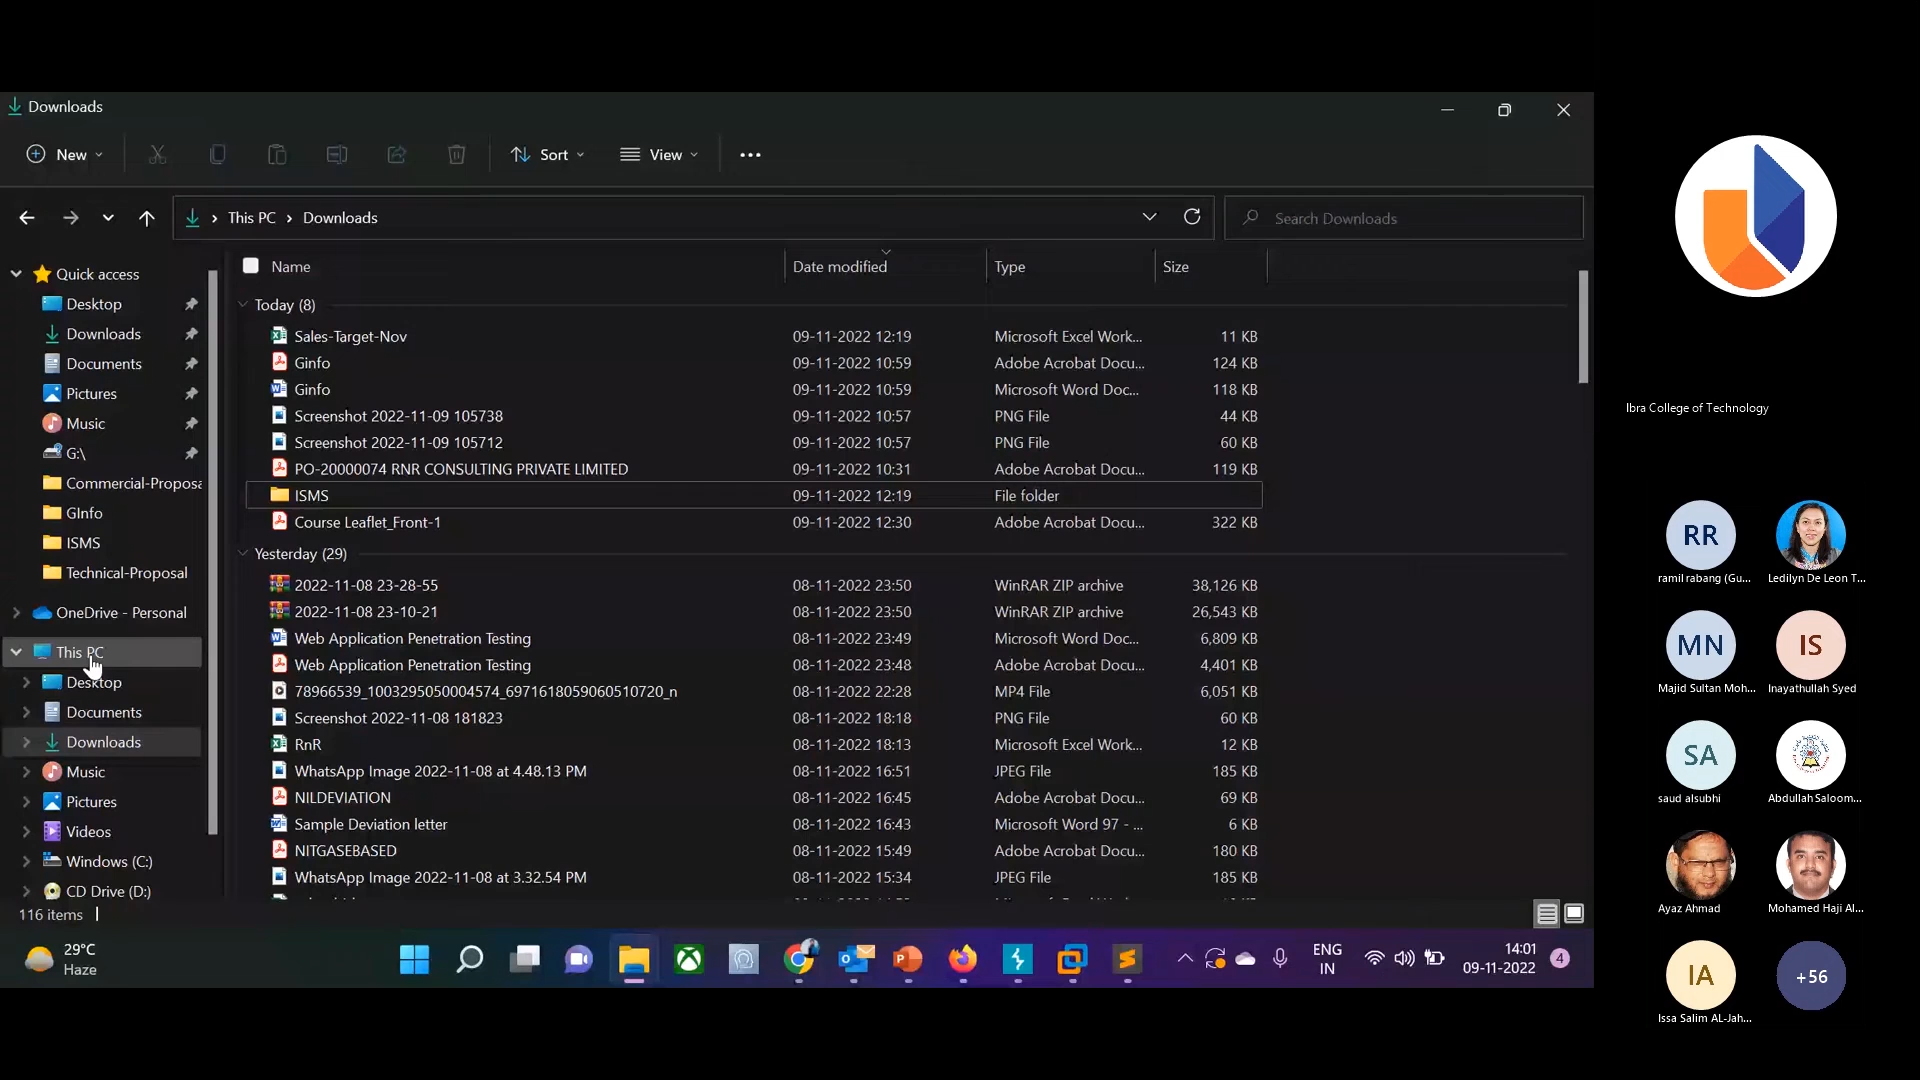 Downloads
New
Sort
View
This PC
Downloads
Search Downloads
Name
Date modified
Type
Size
Quick access
Desktop
Downloads
Documents
Pictures
Music
G:\
Commercial-Proposa
GInfo
ISMS
Technical-Proposal
OneDrive - Personal
This PC
Desktop
Documents
Downloads
Music
Pictures
Videos
Windows (C:)
CD Drive (D:)
Today (8)
Sales-Target-Nov 09-11-2022 12:19 Microsoft Excel Work... 11 KB
Ginfo 09-11-2022 10:59 Adobe Acrobat Docu... 124 KB
Ginfo 09-11-2022 10:59 Microsoft Word Doc... 118 KB
Screenshot 2022-11-09 105738 09-11-2022 10:57 PNG File 44 KB
Screenshot 2022-11-09 105712 09-11-2022 10:57 PNG File 60 KB
PO-20000074 RNR CONSULTING PRIVATE LIMITED 09-11-2022 10:31 Adobe Acrobat Docu... 119 KB
ISMS 09-11-2022 12:19 File folder
Course Leaflet_Front-1 09-11-2022 12:30 Adobe Acrobat Docu... 322 KB
Yesterday (29)
2022-11-08 23-28-55 08-11-2022 23:50 WinRAR ZIP archive 38,126 KB
2022-11-08 23-10-21 08-11-2022 23:50 WinRAR ZIP archive 26,543 KB
Web Application Penetration Testing 08-11-2022 23:49 Microsoft Word Doc... 6,809 KB
Web Application Penetration Testing 08-11-2022 23:48 Adobe Acrobat Docu... 4,401 KB
78966539_1003295050004574_6971618059060510720_n 08-11-2022 22:28 MP4 File 6,051 KB
Screenshot 2022-11-08 181823 08-11-2022 18:18 PNG File 60 KB
RnR 08-11-2022 18:13 Microsoft Excel Work... 12 KB
WhatsApp Image 2022-11-08 at 4.48.13 PM 08-11-2022 16:51 JPEG File 185 KB
NILDEVIATION 08-11-2022 16:45 Adobe Acrobat Docu... 69 KB
Sample Deviation letter 08-11-2022 16:43 Microsoft Word 97 - ... 6 KB
NITGASEBASED 08-11-2022 15:49 Adobe Acrobat Docu... 180 KB
WhatsApp Image 2022-11-08 at 3.32.54 PM 08-11-2022 15:34 JPEG File 185 KB
116 items
29°C
Haze
ENG
IN
14:01
09-11-2022
4
Ibra College of Technology
RR
ramil rabang (Gu...
Ledilyn De Leon T...
MN
Majid Sultan Moh...
IS
Inayathullah Syed
SA
saud alsubhi
Abdullah Saloom...
Ayaz Ahmad
Mohamed Haji Al...
IA
Issa Salim AL-Jah...
+56